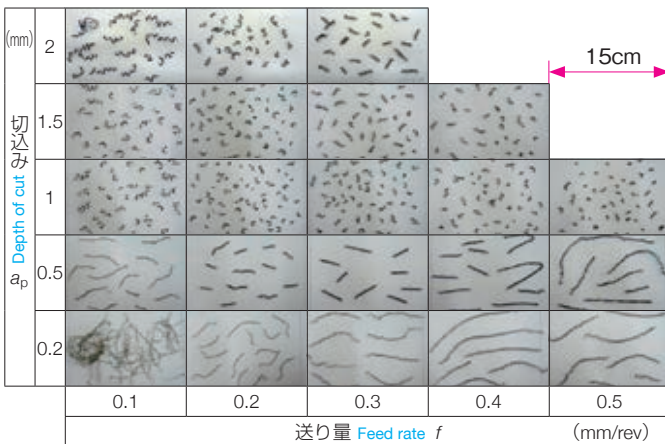 (mm)
2
15cm
1.5
切込み Depth of cut ap
1
0.5
0.2
0.1 0.2 0.3 0.4 0.5
送り量 Feed rate f (mm/rev)